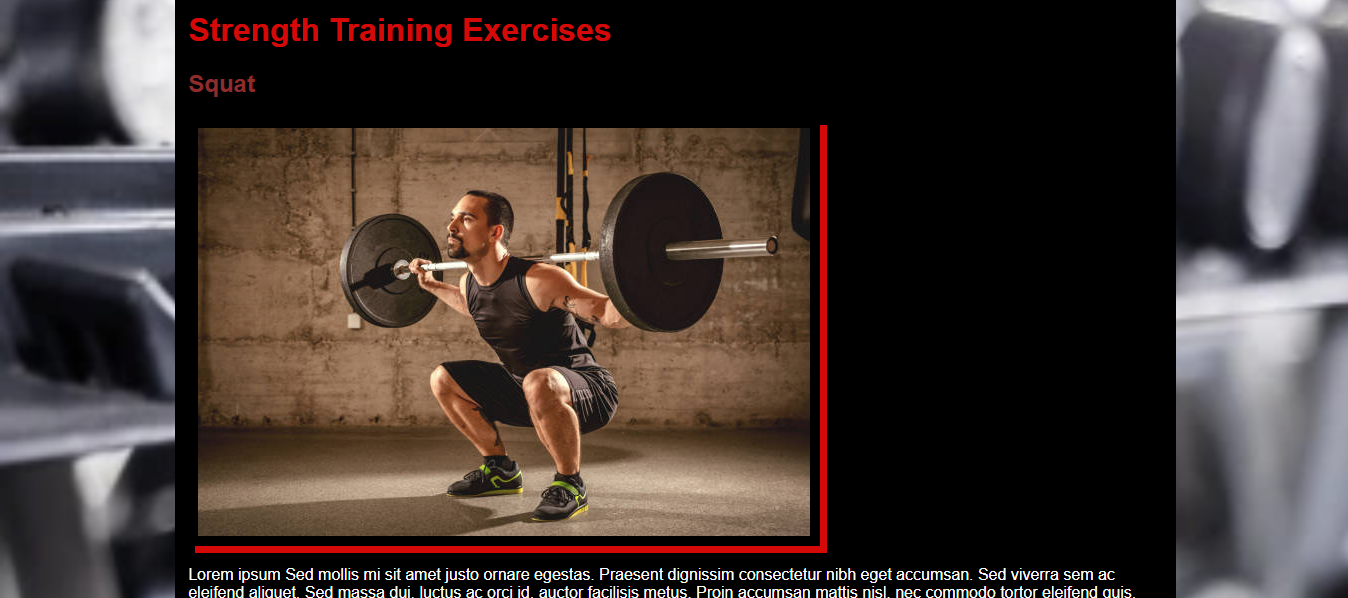 Strength Training Exercises
Squat
Lorem ipsum Sed mollis mi sit amet justo ornare egestas. Praesent dignissim consectetur nibh eget accumsan. Sed viverra sem ac
eleifend aliquet. Sed massa dui, luctus ac orci id, auctor facilisis metus. Proin accumsan mattis nisl, nec commodo tortor eleifend quis.